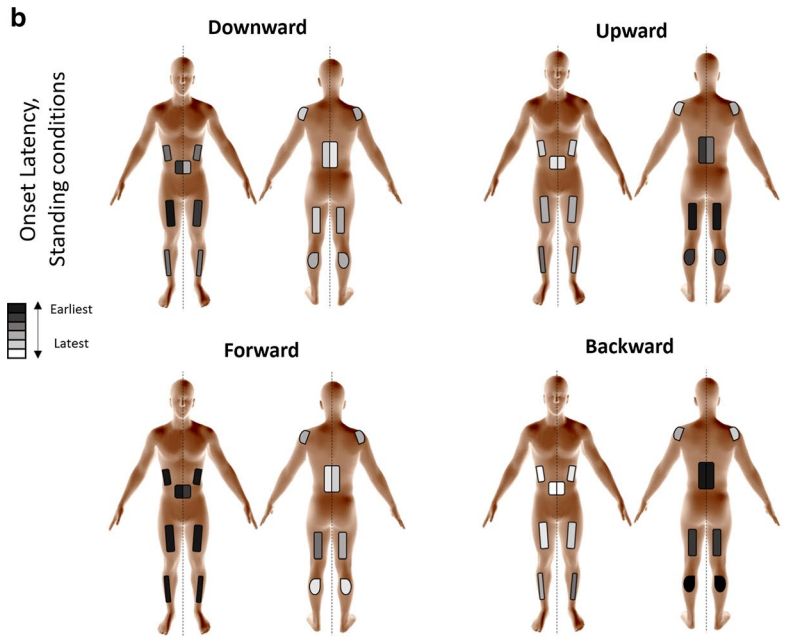 b
Downward
Upward
Onset Latency,
Standing conditions
Earliest
Latest
Forward
Backward